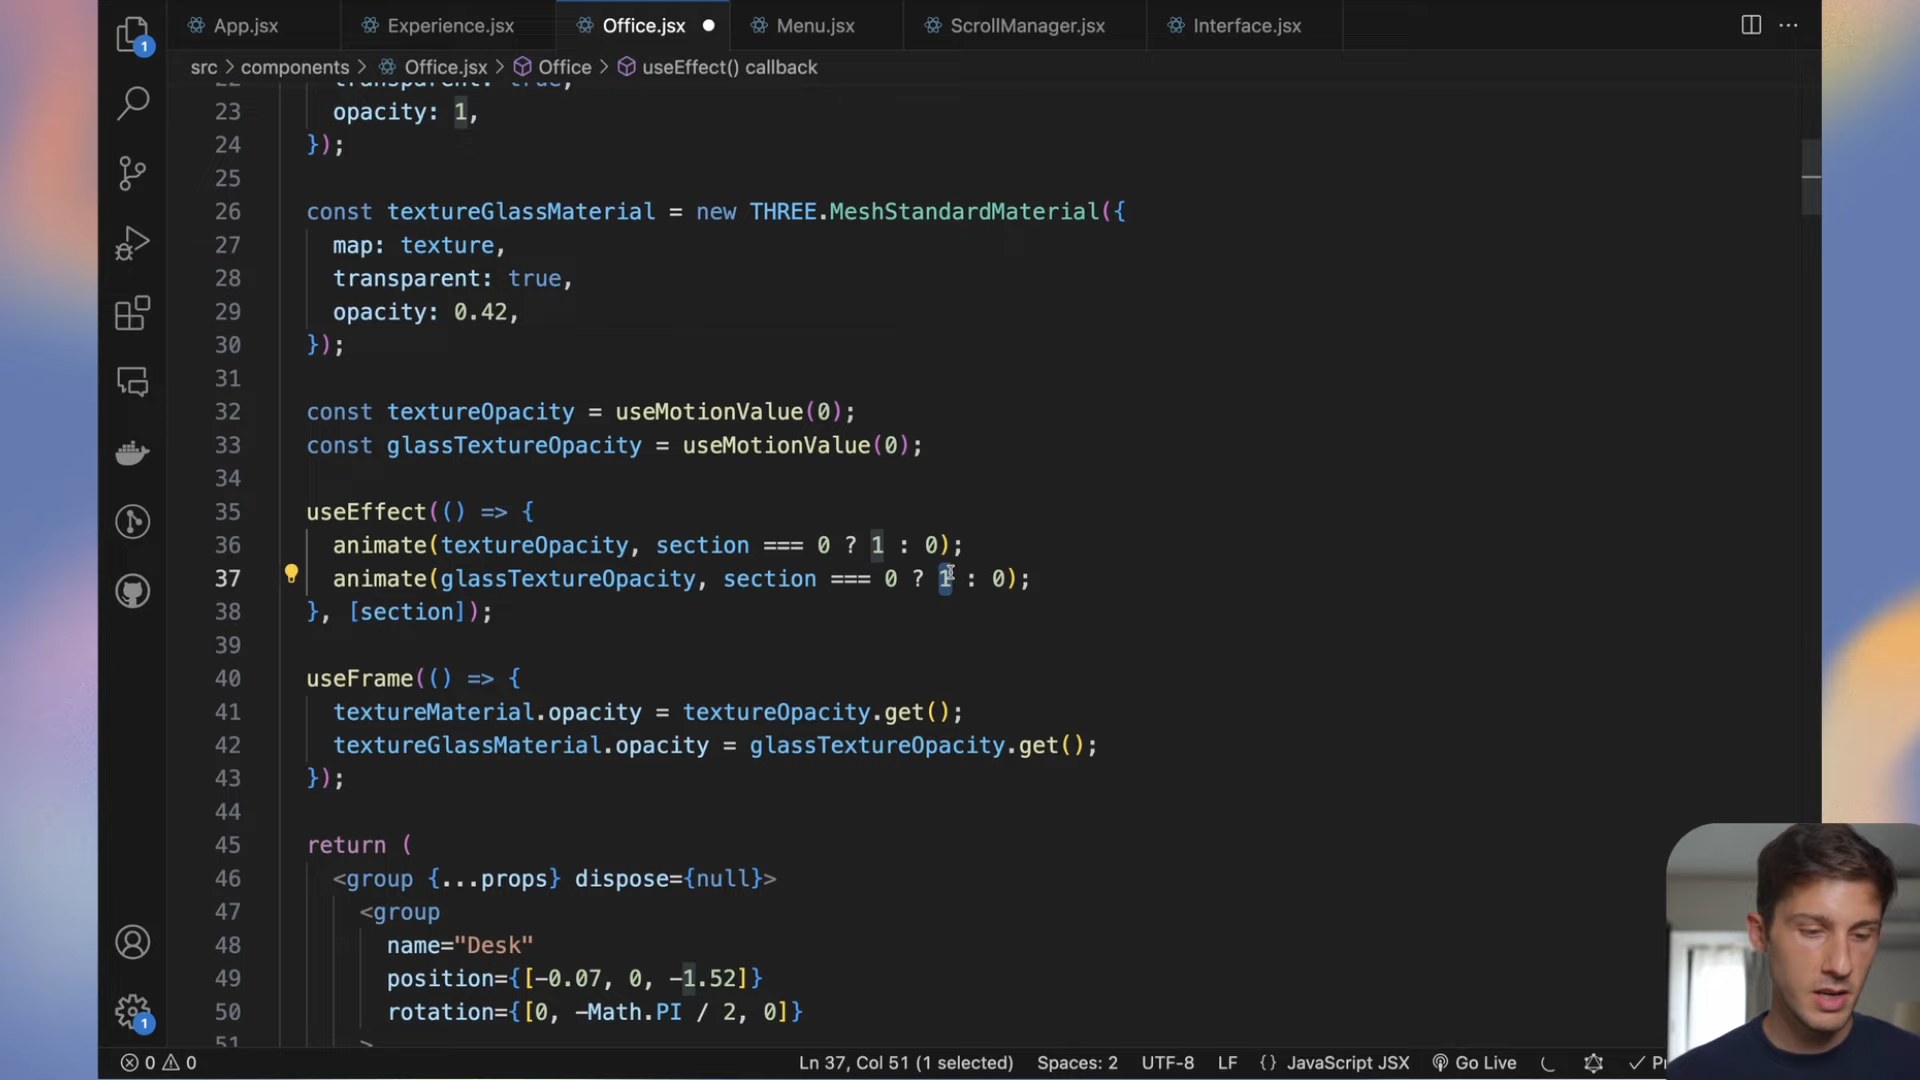 App.jsx
Experience.jsx
Office.jsx
Menu.jsx
ScrollManager.jsx
Interface.jsx
1
src > components > Office.jsx > Office > useEffect() callback
22 transparent: true,
23 opacity: 1,
24 });
25
26 const textureGlassMaterial = new THREE.MeshStandardMaterial({
27 map: texture,
28 transparent: true,
29 opacity: 0.42,
30 });
31
32 const textureOpacity = useMotionValue(0);
33 const glassTextureOpacity = useMotionValue(0);
34
35 useEffect(() => {
36 animate(textureOpacity, section === 0 ? 1 : 0);
37 animate(glassTextureOpacity, section === 0 ? 1 : 0);
38 }, [section]);
39
40 useFrame(() => {
41 textureMaterial.opacity = textureOpacity.get();
42 textureGlassMaterial.opacity = glassTextureOpacity.get();
43 });
44
45 return (
46 <group {...props} dispose={null}>
47 <group
48 name="Desk"
49 position={[-0.07, 0, -1.52]}
50 rotation={[0, -Math.PI / 2, 0]}
51 >
1
0 0
Ln 37, Col 51 (1 selected)
Spaces: 2
UTF-8
LF
{} JavaScript JSX
Go Live